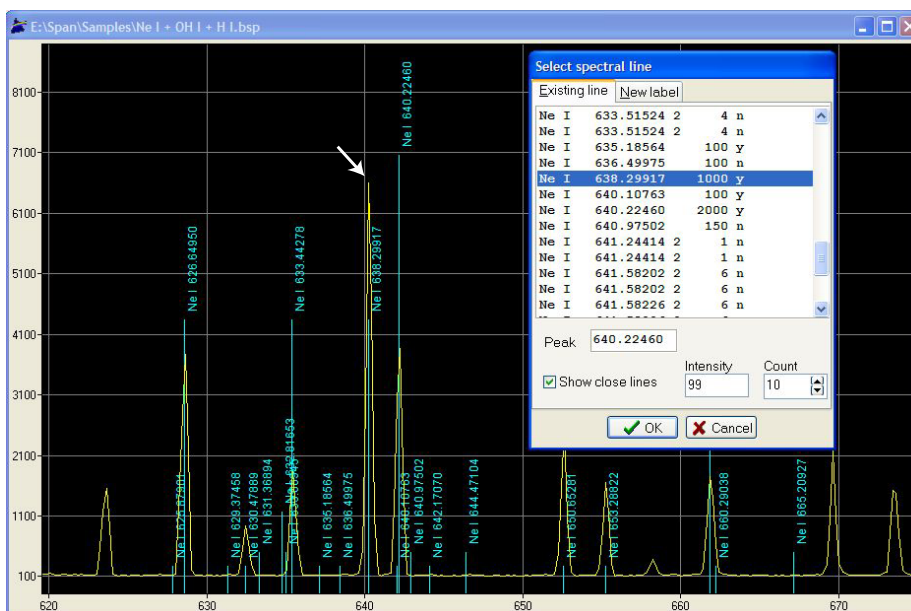 E:\Span\Samples\Ne I + OH I + H I.bsp
8100
7100
6100
5100
4100
3100
2100
1100
100
620
630
640
650
660
670
Ne I 626.64950
Ne I 629.37458
Ne I 630.47889
Ne I 631.36894
Ne I 632.81653
Ne I 633.44278
Ne I 635.18564
Ne I 636.49975
Ne I 638.29917
Ne I 640.10763
Ne I 640.22460
Ne I 640.97502
Ne I 642.17070
Ne I 644.47104
Ne I 650.65281
Ne I 653.28822
Ne I 660.29038
Ne I 665.20927
Select spectral line
Existing line
New label
Ne I 633.51524 2 4 n
Ne I 633.51524 2 4 n
Ne I 635.18564 100 y
Ne I 636.49975 100 n
Ne I 638.29917 1000 y
Ne I 640.10763 100 y
Ne I 640.22460 2000 y
Ne I 640.97502 150 n
Ne I 641.24414 2 1 n
Ne I 641.24414 2 1 n
Ne I 641.58202 2 6 n
Ne I 641.58202 2 6 n
Ne I 641.58226 2 6 n
Peak 640.22460
Show close lines
Intensity
99
Count
10
OK
Cancel